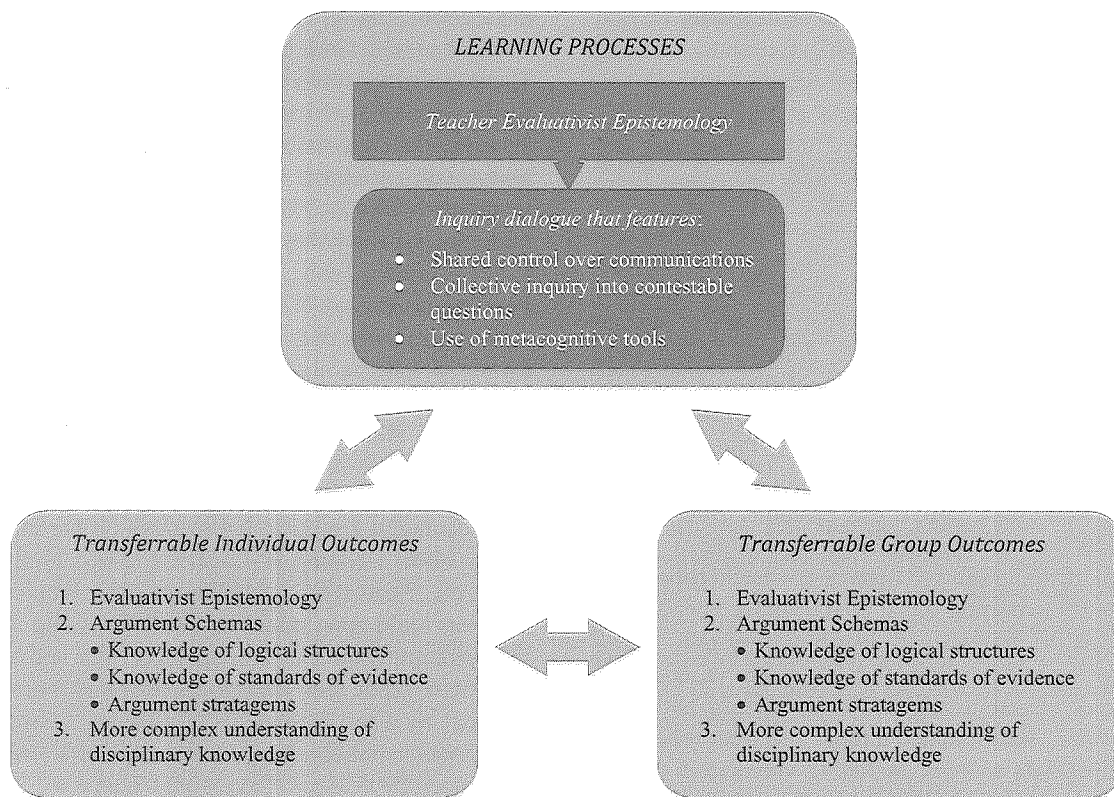 LEARNING PROCESSES
Teacher Evaluativist Epistemology
Inquiry dialogue that features:
• Shared control over communications
• Collective inquiry into contestable
questions
• Use of metacognitive tools
Transferrable Individual Outcomes
1. Evaluativist Epistemology
2. Argument Schemas
• Knowledge of logical structures
• Knowledge of standards of evidence
• Argument stratagems
3. More complex understanding of
disciplinary knowledge
Transferrable Group Outcomes
1. Evaluativist Epistemology
2. Argument Schemas
• Knowledge of logical structures
• Knowledge of standards of evidence
• Argument stratagems
3. More complex understanding of
disciplinary knowledge